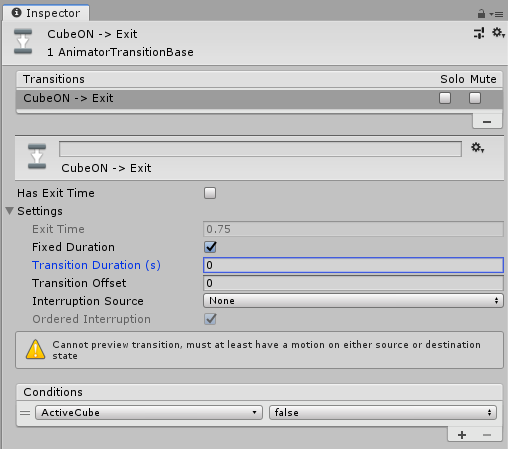 Inspector
CubeON -> Exit
1 AnimatorTransitionBase
Transitions Solo Mute
CubeON -> Exit
CubeON -> Exit
Has Exit Time
Settings
Exit Time 0.75
Fixed Duration
Transition Duration (s) 0
Transition Offset 0
Interruption Source None
Ordered Interruption
Cannot preview transition, must at least have a motion on either source or destination
state
Conditions
ActiveCube false